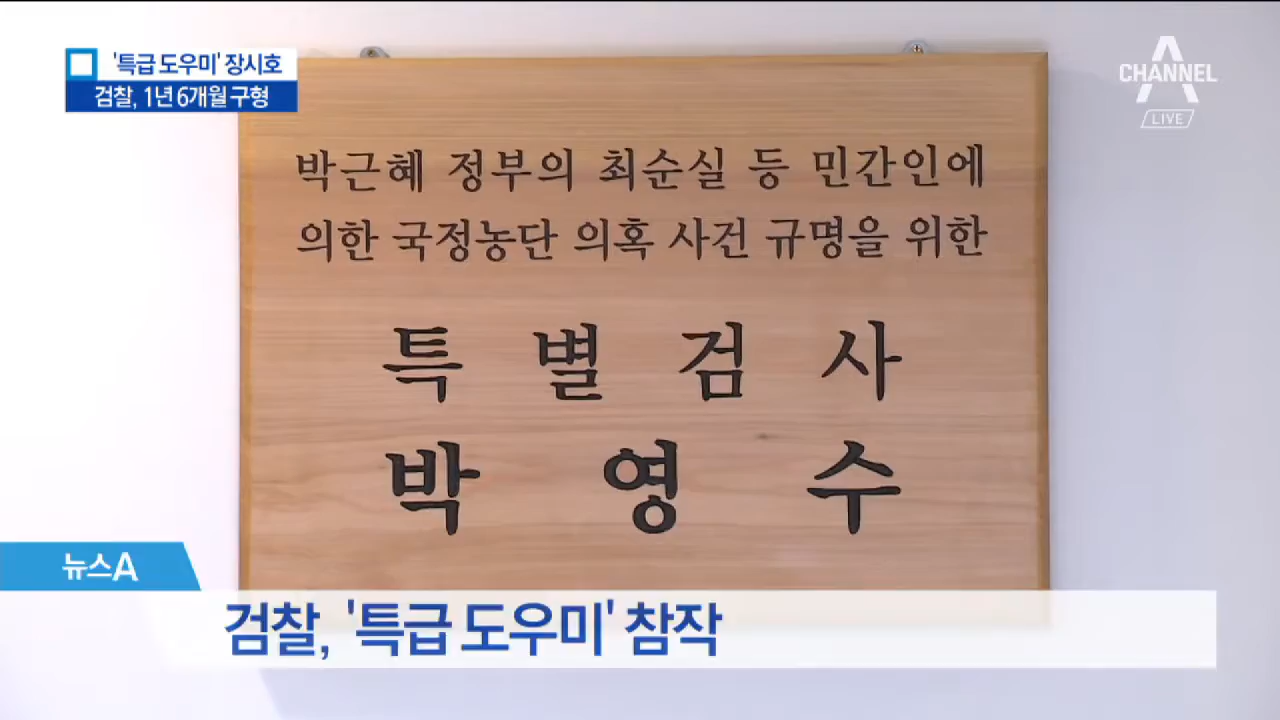 '특급 도우미' 장시호
검찰, 1년 6개월 구형
CHANNEL A
LIVE
박근혜 정부의 최순실 등 민간인에
의한 국정농단 의혹 사건 규명을 위한
특 별 검 사
박 영 수
뉴스A
검찰, '특급 도우미' 참작